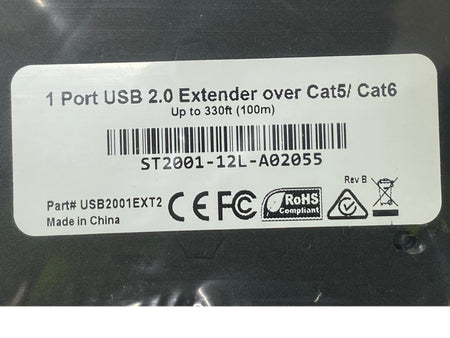 1 Port USB 2.0 Extender over Cat5/ Cat6
Up to 330ft (100m)
ST2001-12L-A02055
Rev B
Part# USB2001EXT2
Made in China
CE FC RoHS
Compliant